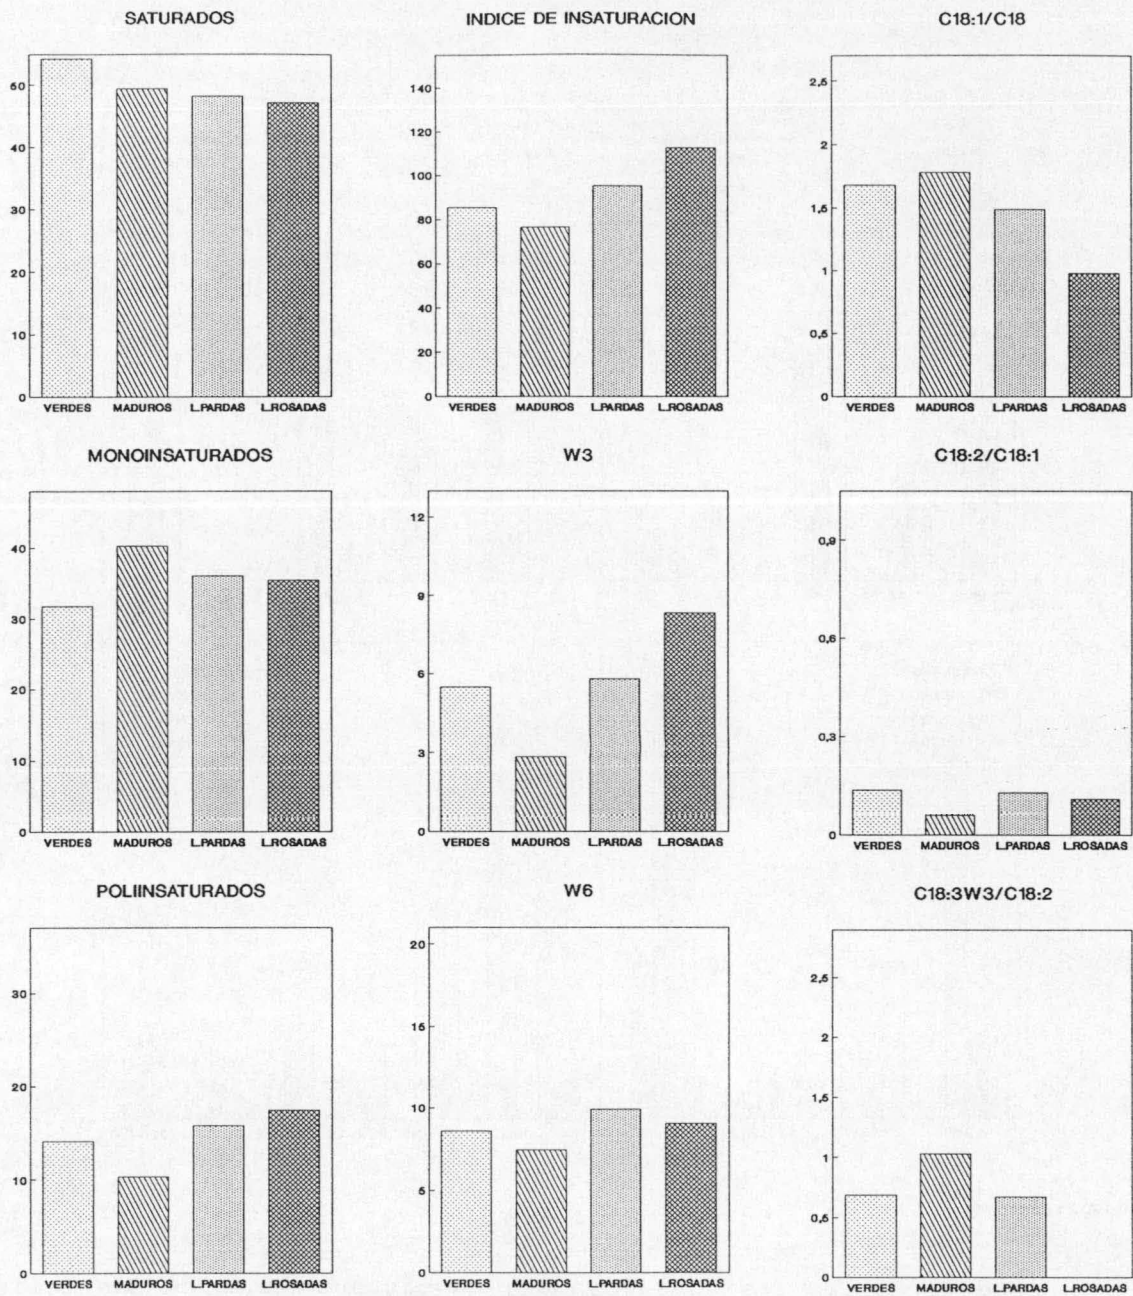 SATURADOS
50
40
30
20
10
0
VERDES MADUROS L.PARDAS L.ROSADAS
INDICE DE INSATURACION
140
120
100
80
60
40
20
0
VERDES MADUROS L.PARDAS L.ROSADAS
C18:1/C18
2,5
2
1,5
1
0,5
0
VERDES MADUROS L.PARDAS L.ROSADAS
MONOINSATURADOS
40
30
20
10
0
VERDES MADUROS L.PARDAS L.ROSADAS
W3
12
9
6
3
0
VERDES MADUROS L.PARDAS L.ROSADAS
C18:2/C18:1
0,9
0,6
0,3
0
VERDES MADUROS L.PARDAS L.ROSADAS
POLIINSATURADOS
30
20
10
0
VERDES MADUROS L.PARDAS L.ROSADAS
W6
20
15
10
5
0
VERDES MADUROS L.PARDAS L.ROSADAS
C18:3W3/C18:2
2,5
2
1,5
1
0,5
0
VERDES MADUROS L.PARDAS L.ROSADAS